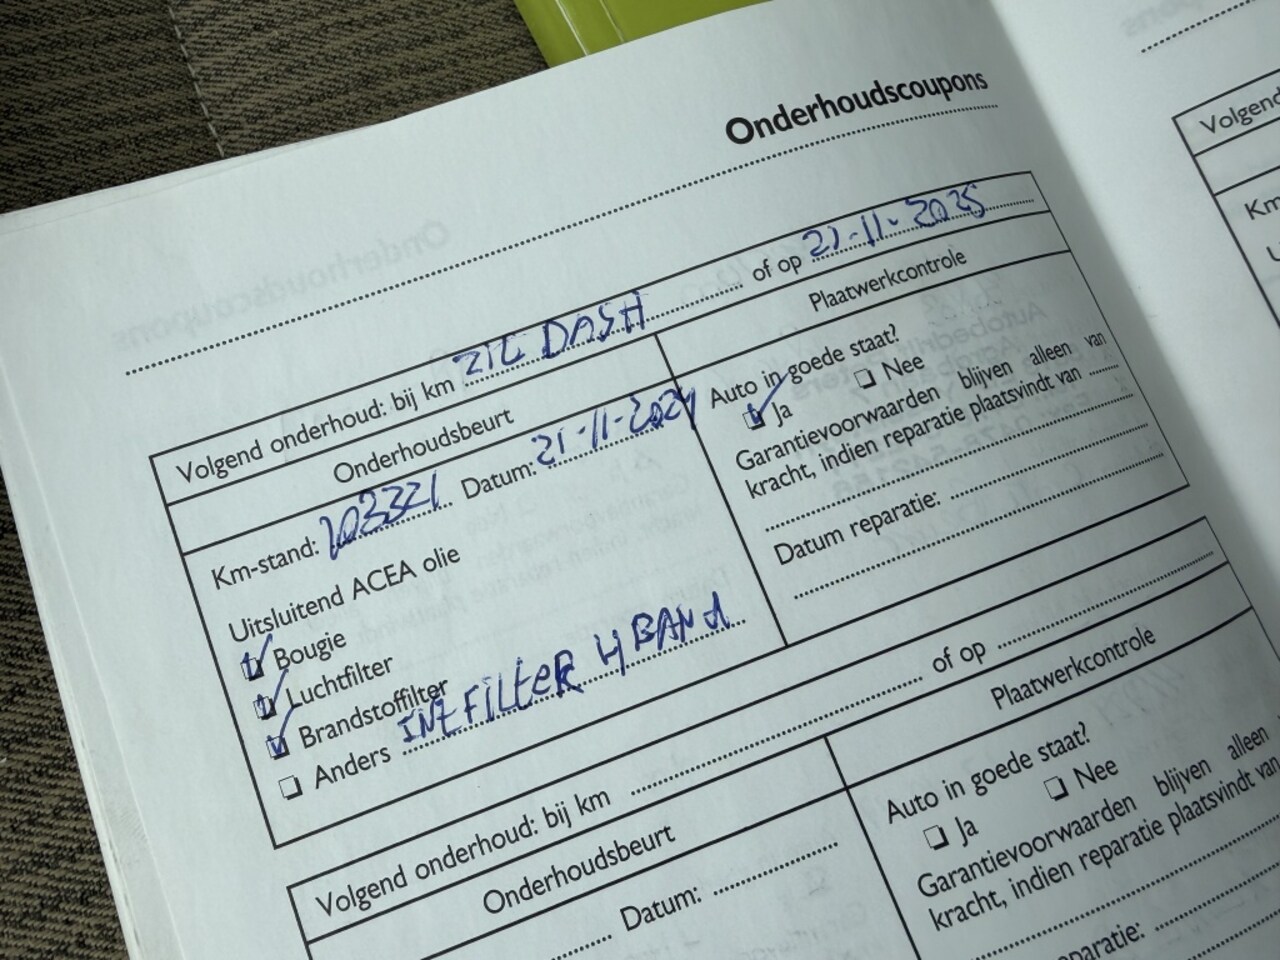 Onderhoudscoupons
Volgend onderhoud: bij km ZIE DASH of op 21-11-2025
Onderhoudsbeurt
Plaatwerkcontrole
Km-stand: 103321 Datum: 21-11-2024
Uitsluitend ACEA olie
Bougie
Luchtfilter
Brandstoffilter
Anders INT FILTER 4 BAND
Auto in goede staat?
Ja
Nee
Garantievoorwaarden blijven alleen van
kracht, indien reparatie plaatsvindt van
Datum reparatie:
Volgend onderhoud: bij km of op
Onderhoudsbeurt
Plaatwerkcontrole
Datum:
Auto in goede staat?
Ja
Nee
Garantievoorwaarden blijven alleen
kracht, indien reparatie plaatsvindt van
Volgend
Km